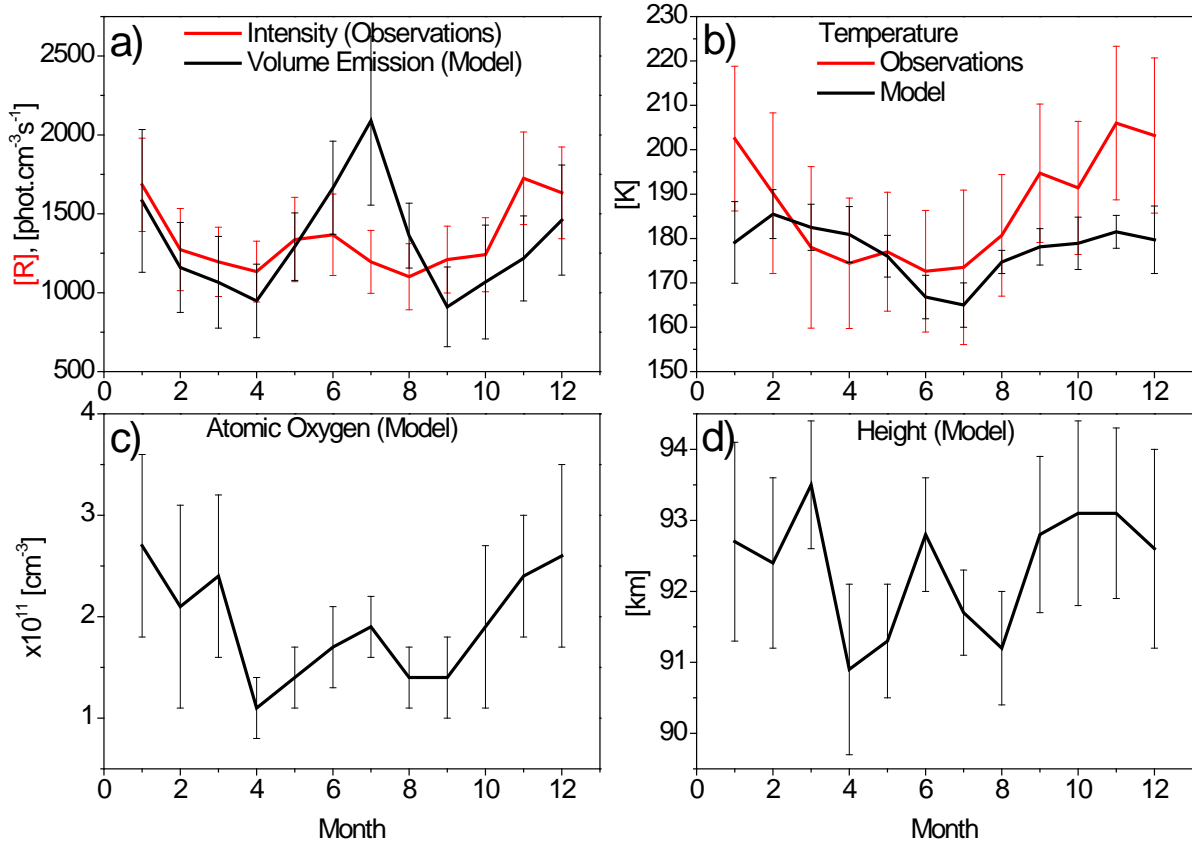 a)
Intensity (Observations)
Volume Emission (Model)
[R], [phot.cm⁻³s⁻¹]
2500
2000
1500
1000
500
0 2 4 6 8 10 12
b)
Temperature
Observations
Model
[K]
230
220
210
200
190
180
170
160
150
0 2 4 6 8 10 12
c)
Atomic Oxygen (Model)
x10¹¹ [cm⁻³]
4
3
2
1
0 2 4 6 8 10 12
Month
d)
Height (Model)
[km]
94
93
92
91
90
0 2 4 6 8 10 12
Month